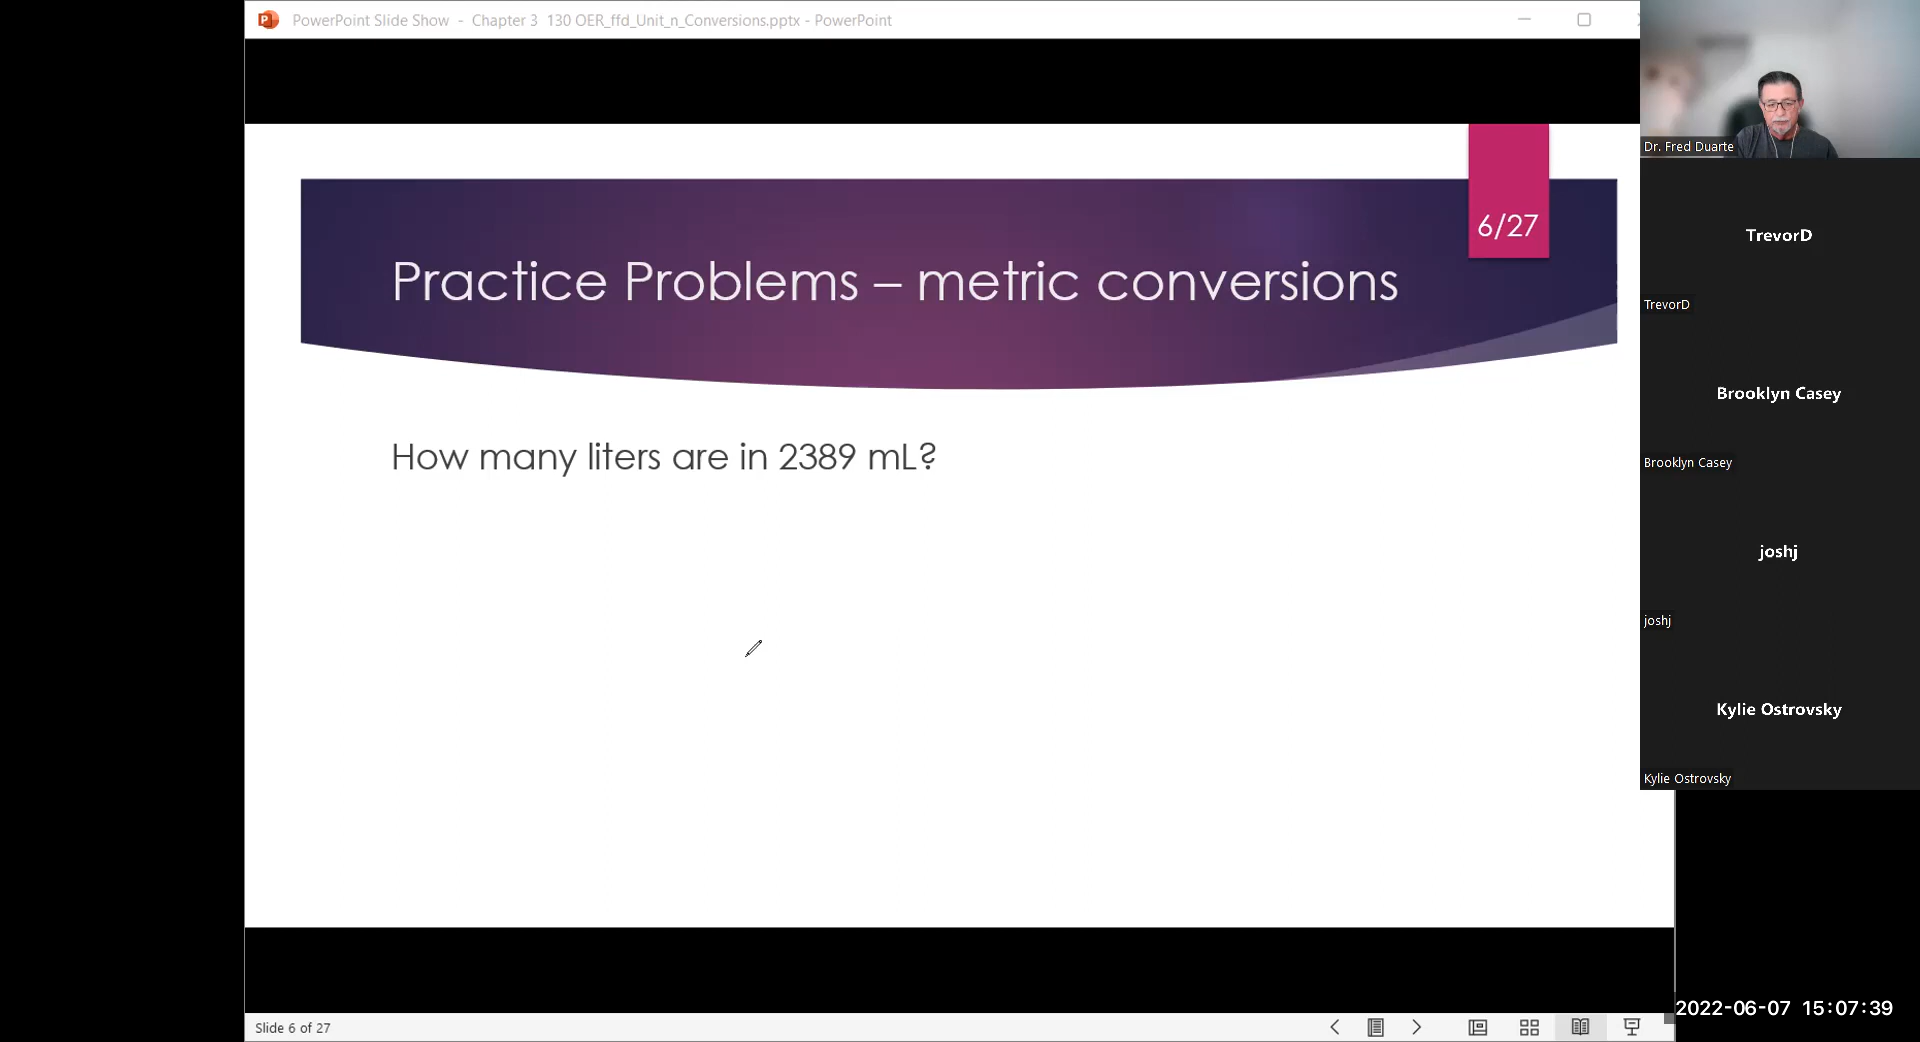 PowerPoint Slide Show - Chapter 3 130 OER_ffd_Unit_n_Conversions.pptx - PowerPoint
Dr. Fred Duarte
6/27
Practice Problems – metric conversions
How many liters are in 2389 mL?
TrevorD
TrevorD
Brooklyn Casey
Brooklyn Casey
joshj
joshj
Kylie Ostrovsky
Kylie Ostrovsky
2022-06-07 15:07:39
Slide 6 of 27